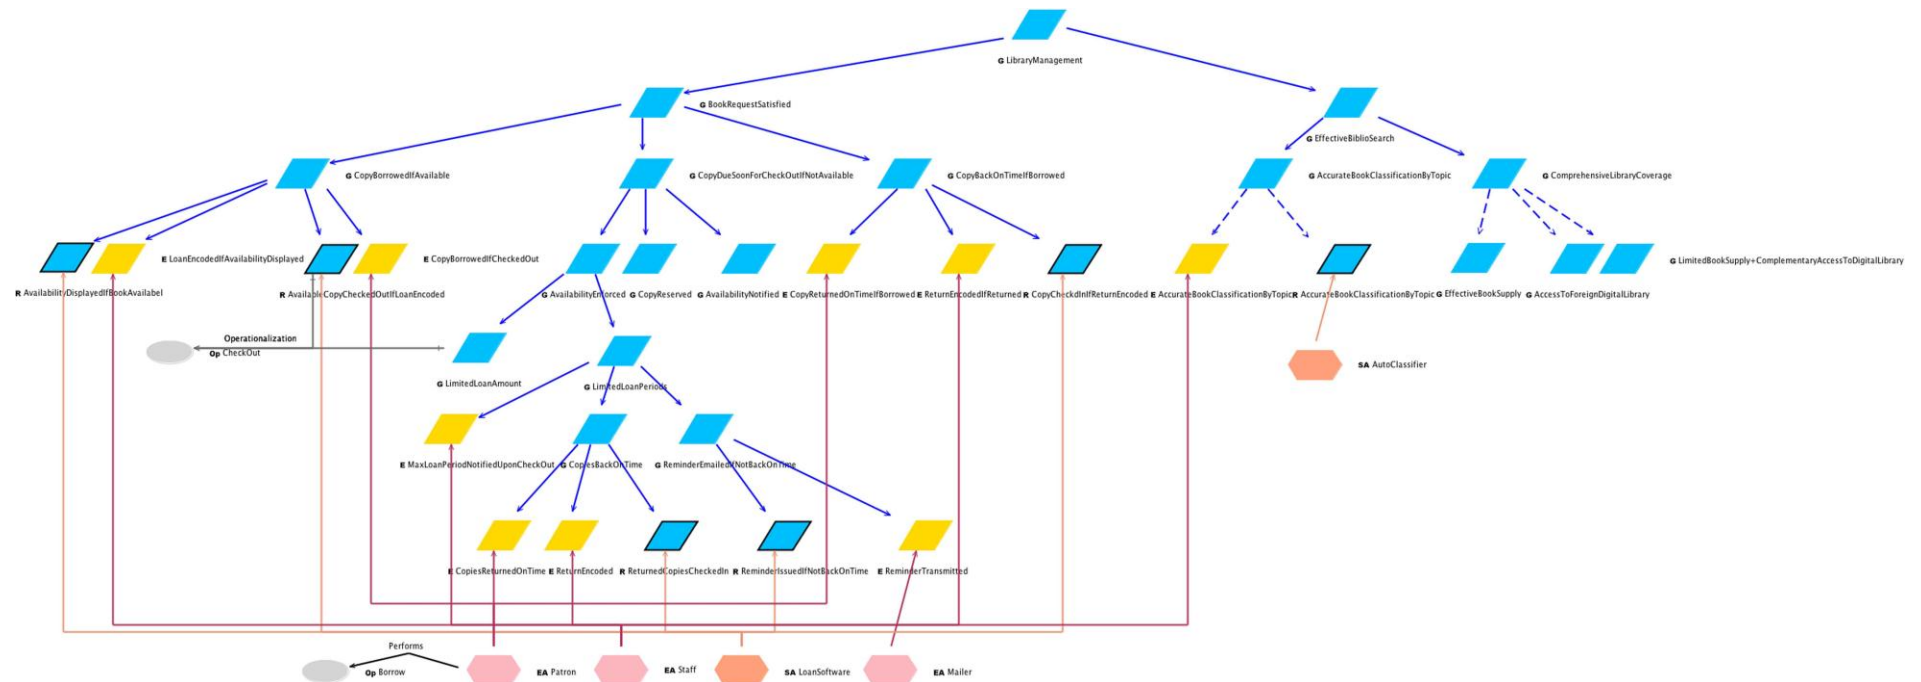 G LibraryManagement
G BookRequestSatisfied
G EffectiveBiblioSearch
G CopyBorrowedIfAvailable
G CopyDueSoonForCheckOutIfNotAvailable
G CopyBackOnTimeIfBorrowed
G AccurateBookClassificationByTopic
G ComprehensiveLibraryCoverage
E LoanEncodedIfAvailabilityDisplayed
E CopyBorrowedIfCheckedOut
G LimitedBookSupply+ComplementaryAccessToDigitalLibrary
R AvailabilityDisplayedIfBookAvailabel
R AvailableCopyCheckedOutIfLoanEncoded
G AvailabilityEnforced
G CopyReserved
G AvailabilityNotified
E CopyReturnedOnTimeIfBorrowed
E ReturnEncodedIfReturned
R CopyCheckdInIfReturnEncoded
E AccurateBookClassificationByTopic
R AccurateBookClassificationByTopic
G EffectiveBookSupply
G AccessToForeignDigitalLibrary
Operationalization
Op CheckOut
SA AutoClassifier
G LimitedLoanAmount
G LimitedLoanPeriods
E MaxLoanPeriodNotifiedUponCheckOut
G CopiesBackOnTime
G ReminderEmailedIfNotBackOnTime
E CopiesReturnedOnTime
E ReturnEncoded
R ReturnedCopiesCheckedIn
R ReminderIssuedIfNotBackOnTime
E ReminderTransmitted
Performs
Op Borrow
EA Patron
EA Staff
SA LoanSoftware
EA Mailer